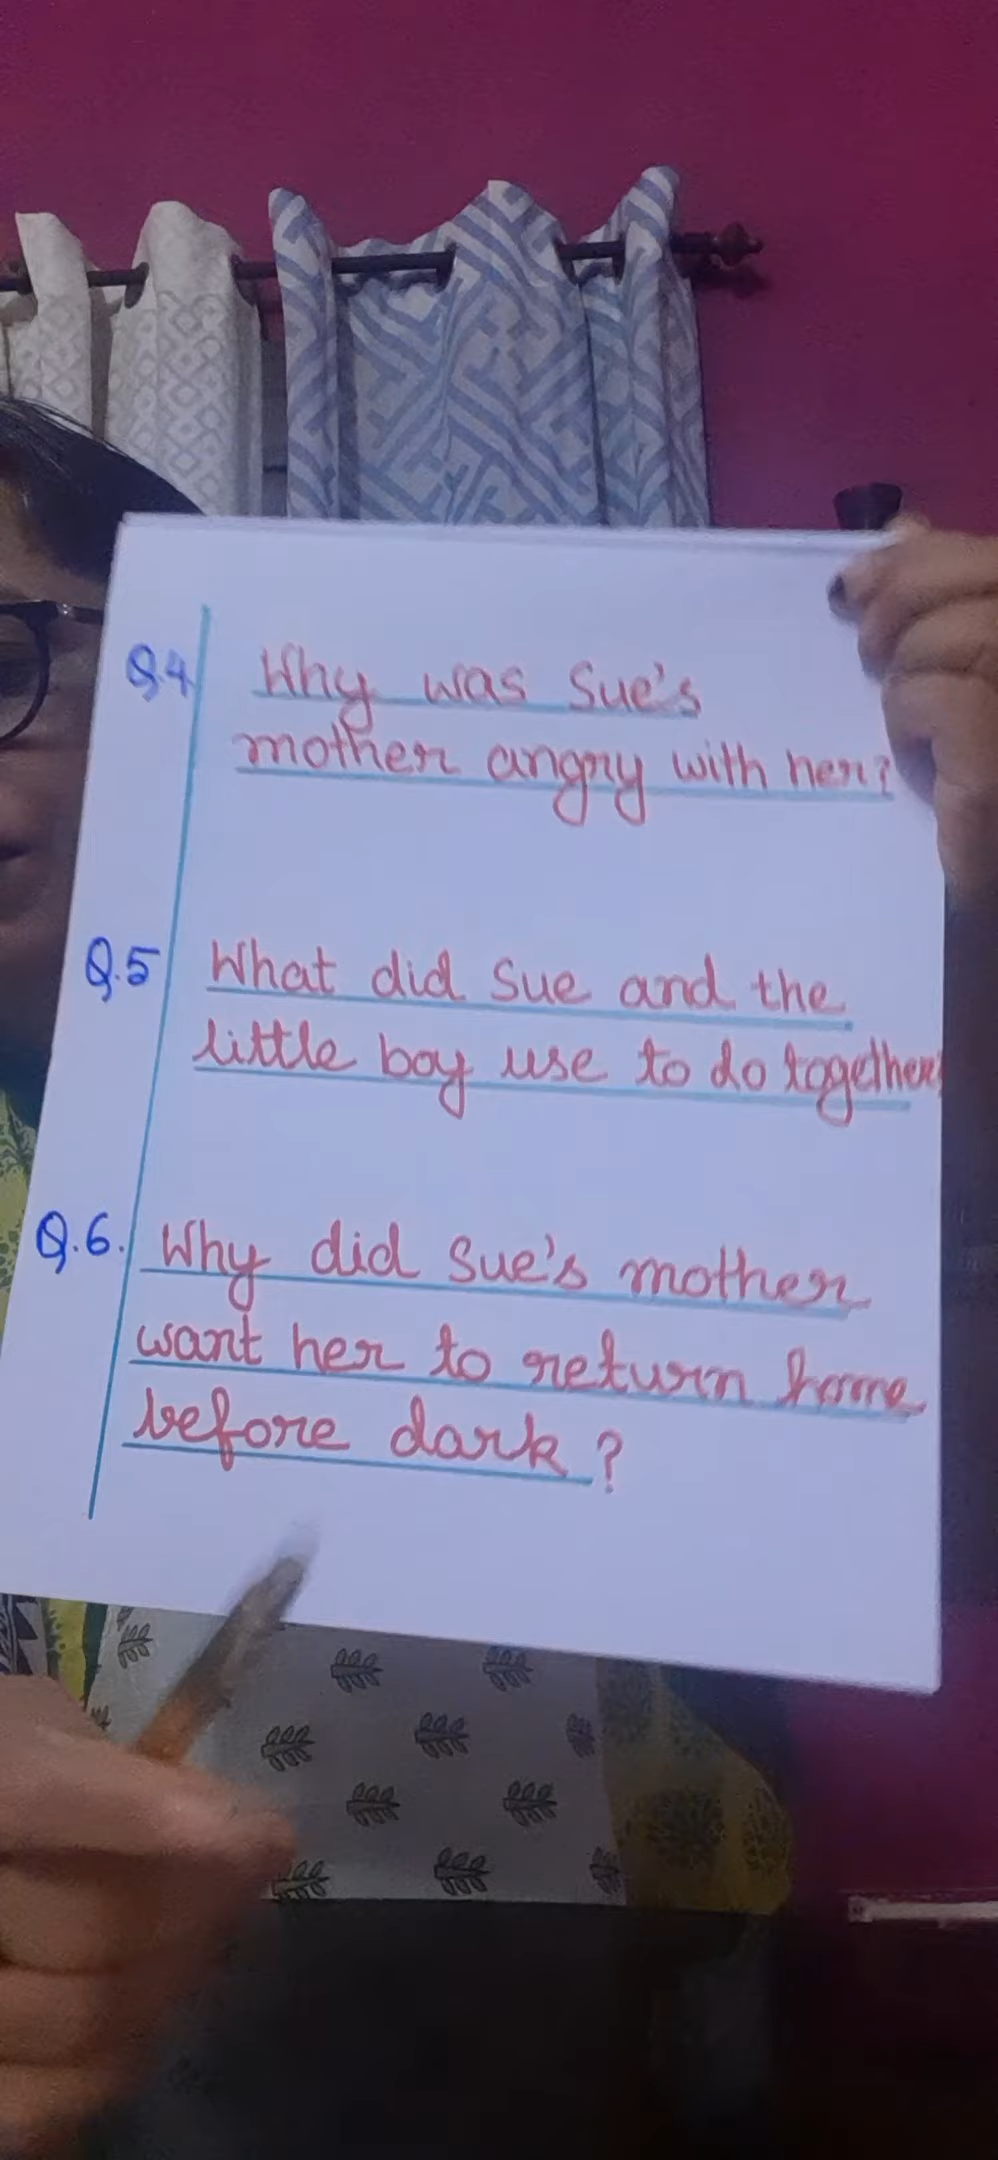 Q.4 Why was Sue's
mother angry with her?
Q.5 What did Sue and the
little boy use to do together?
Q.6. Why did Sue's mother
want her to return home
before dark?